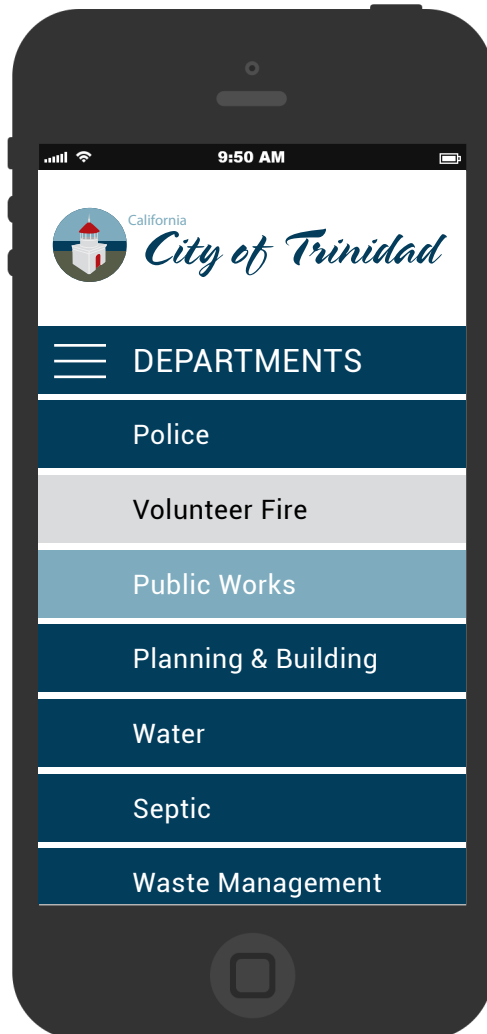 9:50 AM
California
City of Trinidad
DEPARTMENTS
Police
Volunteer Fire
Public Works
Planning & Building
Water
Septic
Waste Management